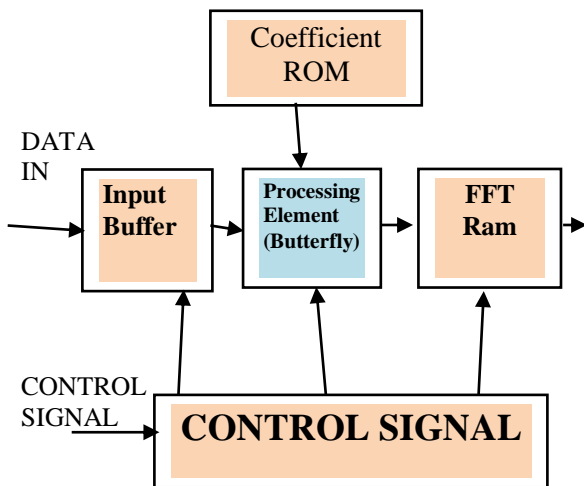 Coefficient
ROM
DATA
IN
Input
Buffer
Processing
Element
(Butterfly)
FFT
Ram
CONTROL
SIGNAL
CONTROL SIGNAL